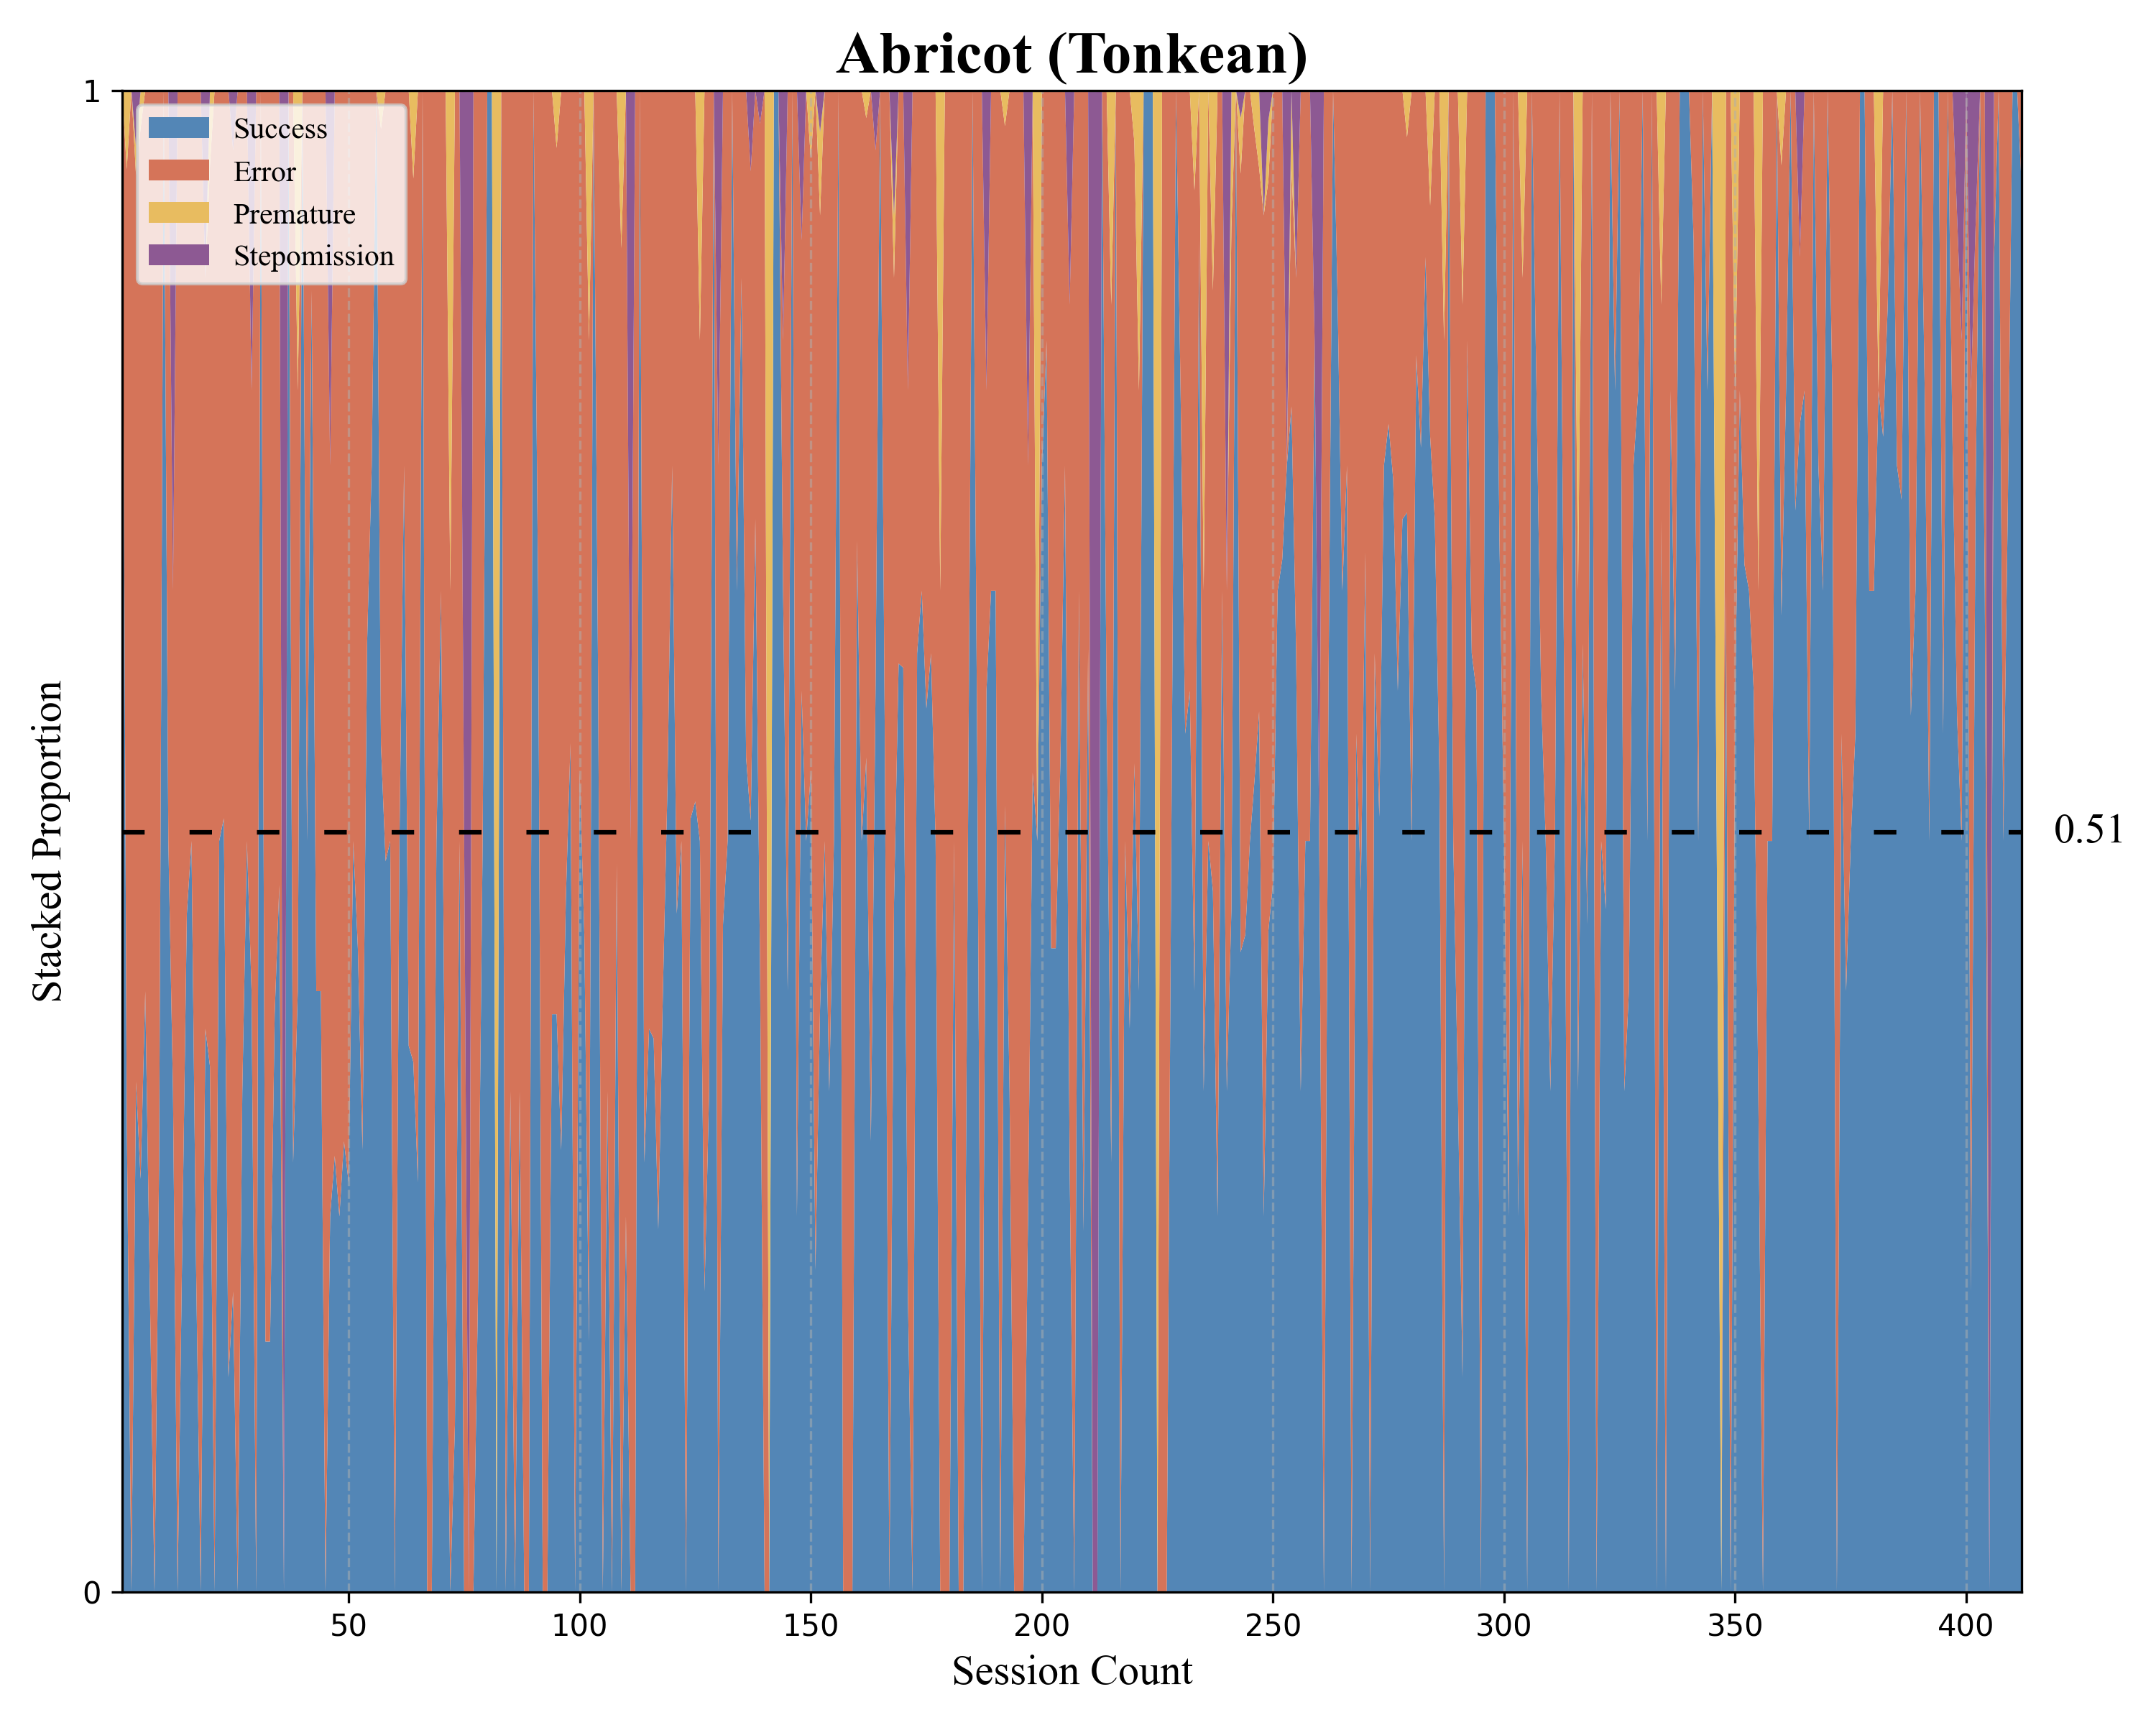 Abricot (Tonkean)
1
Success
Error
Premature
Stepomission
Stacked Proportion
0.51
0
50 100 150 200 250 300 350 400
Session Count